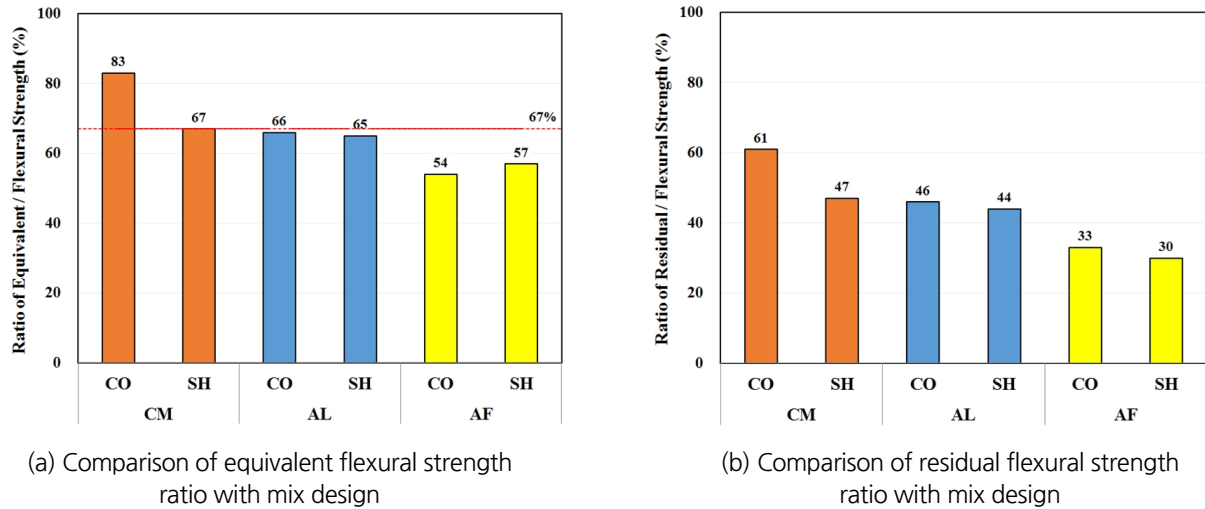 Ratio of Equivalent / Flexural Strength (%)
100
80
60
40
20
0
83
67
66
65
54
57
67%
CO SH CO SH CO SH
CM AL AF
(a) Comparison of equivalent flexural strength
ratio with mix design
Ratio of Residual / Flexural Strength (%)
100
80
60
40
20
0
61
47
46
44
33
30
CO SH CO SH CO SH
CM AL AF
(b) Comparison of residual flexural strength
ratio with mix design